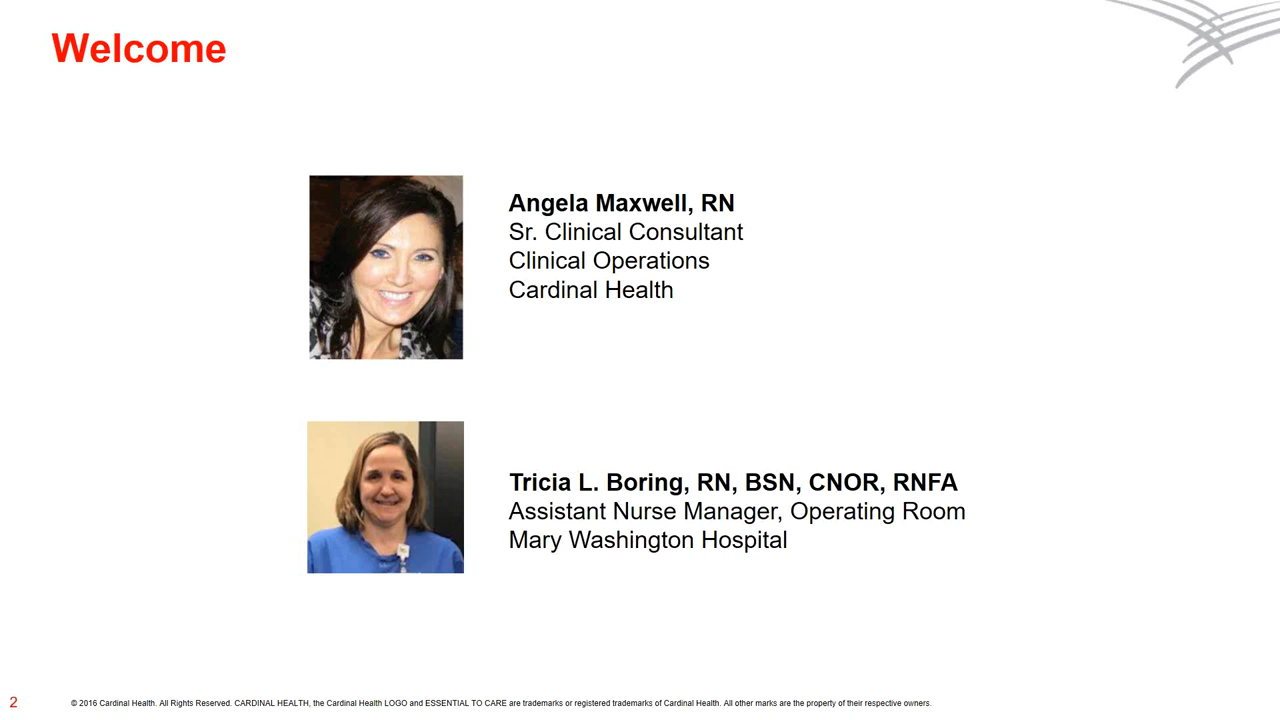 Welcome
Angela Maxwell, RN
Sr. Clinical Consultant
Clinical Operations
Cardinal Health
Tricia L. Boring, RN, BSN, CNOR, RNFA
Assistant Nurse Manager, Operating Room
Mary Washington Hospital
2
© 2016 Cardinal Health. All Rights Reserved. CARDINAL HEALTH, the Cardinal Health LOGO and ESSENTIAL TO CARE are trademarks or registered trademarks of Cardinal Health. All other marks are the property of their respective owners.